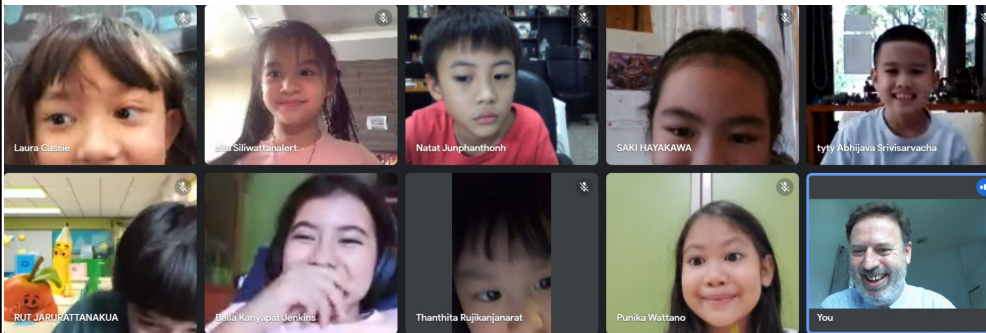 Laura Cassie
Siliwattanalert
Natat Junphanthonh
SAKI HAYAKAWA
tyty Abhijava Srivisarvacha
RUT JARURATTANAKUA
Bella Kanyapat Jenkins
Thanthita Rujikanjanarat
Punika Wattano
You